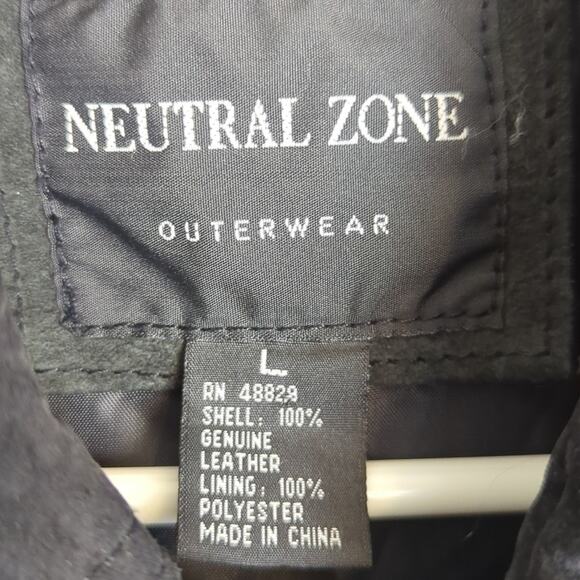 NEUTRAL ZONE
OUTERWEAR
L
RN 48829
SHELL: 100%
GENUINE
LEATHER
LINING: 100%
POLYESTER
MADE IN CHINA